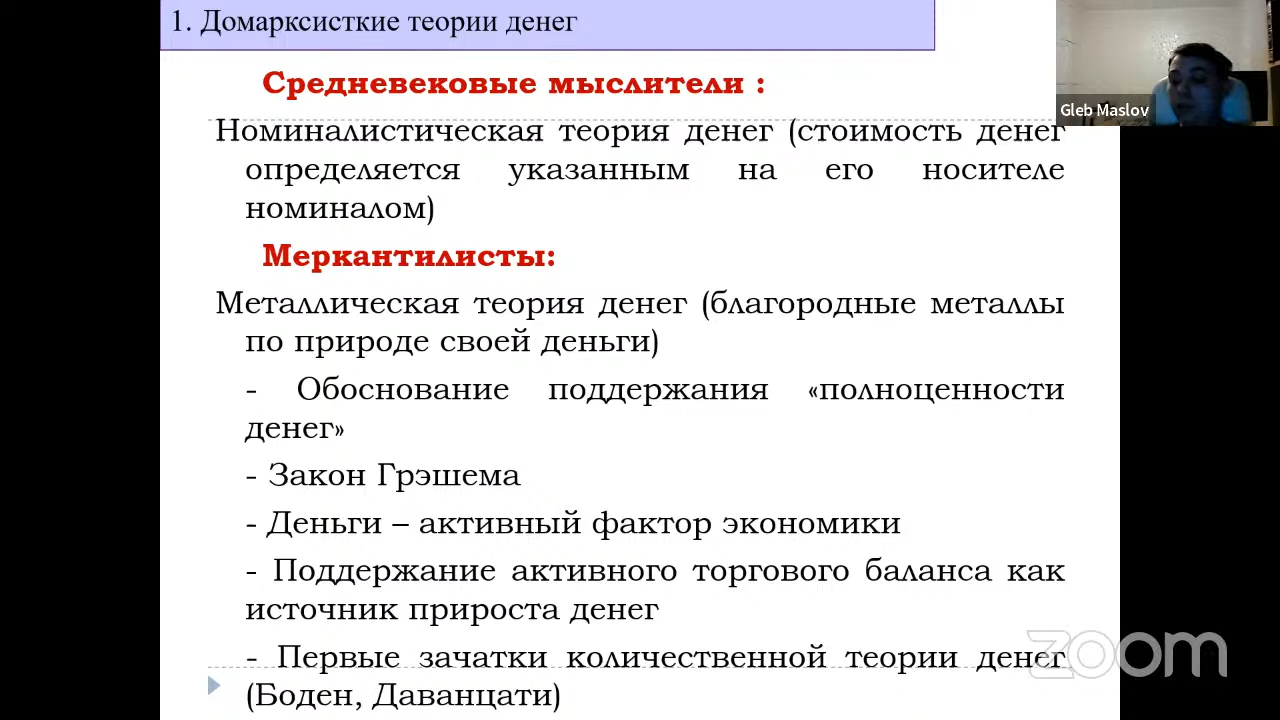 1. Домарксисткие теории денег
Gleb Maslov
Средневековые мыслители :
Номиналистическая теория денег (стоимость денег
определяется указанным на его носителе
номиналом)
Меркантилисты:
Металлическая теория денег (благородные металлы
по природе своей деньги)
- Обоснование поддержания «полноценности
денег»
- Закон Грэшема
- Деньги – активный фактор экономики
- Поддержание активного торгового баланса как
источник прироста денег
- Первые зачатки количественной теории денег
(Боден, Даванцати)
zoom